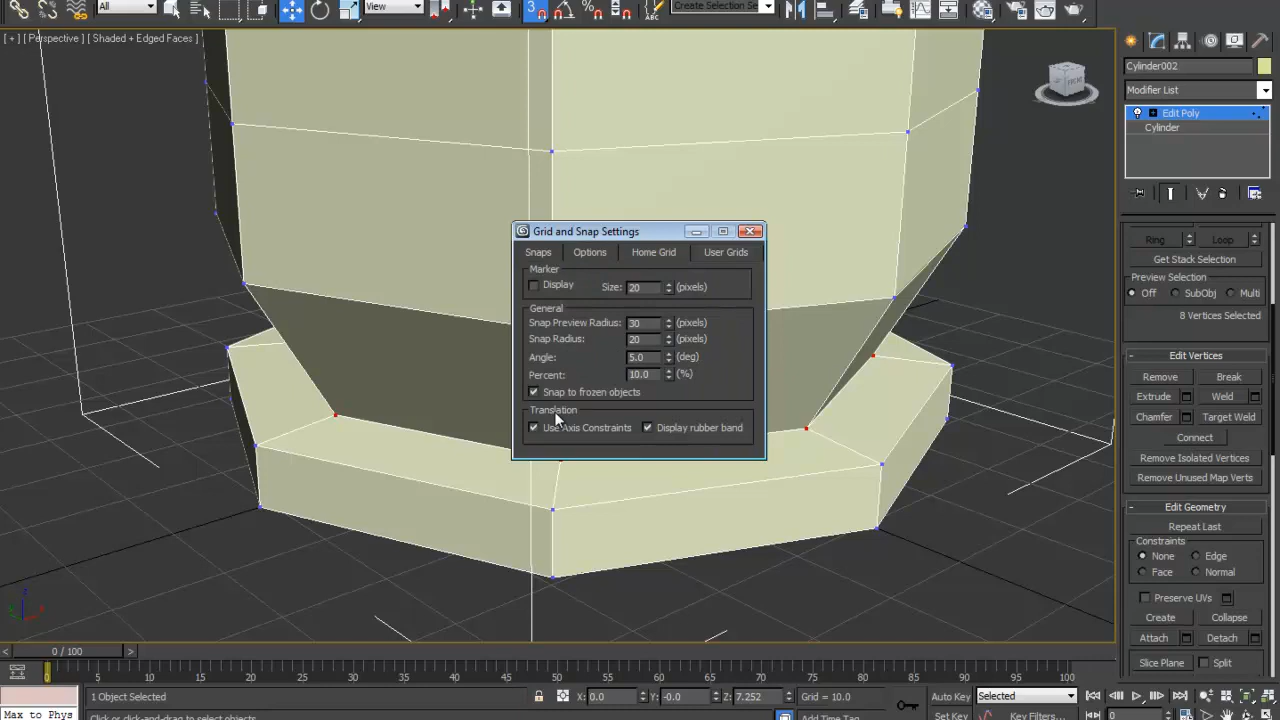 All
View
3
Create Selection Se
[ + ] [ Perspective ] [ Shaded + Edged Faces ]
FRONT
Cylinder002
Modifier List
Edit Poly
Cylinder
Ring
Loop
Get Stack Selection
Preview Selection
Off
SubObj
Multi
8 Vertices Selected
Edit Vertices
Remove
Break
Extrude
Weld
Chamfer
Target Weld
Connect
Remove Isolated Vertices
Remove Unused Map Verts
Edit Geometry
Repeat Last
Constraints
None
Edge
Face
Normal
Preserve UVs
Create
Collapse
Attach
Detach
Slice Plane
Split
Grid and Snap Settings
Snaps
Options
Home Grid
User Grids
Marker
Display
Size: 20 (pixels)
General
Snap Preview Radius: 30 (pixels)
Snap Radius: 20 (pixels)
Angle: 5.0 (deg)
Percent: 10.0 (%)
Snap to frozen objects
Translation
Use Axis Constraints
Display rubber band
0 / 100
0 5 10 15 20 25 30 35 40 45 50 55 60 65 70 75 80 85 90 95 100
1 Object Selected
X: 0.0
Y: -0.0
Z: 7.252
Grid = 10.0
Auto Key
Selected
Max to Phys
Click or click-and-drag to select objects
Add Time Tag
Set Key
Key Filters...
0